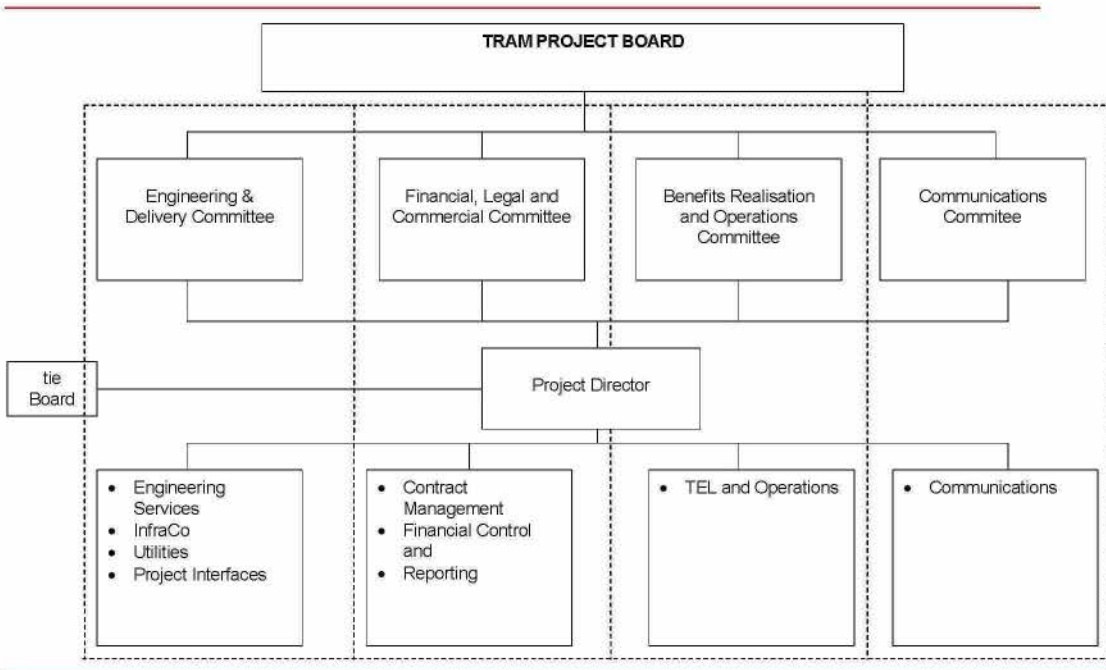 TRAM PROJECT BOARD
Engineering &
Delivery Committee
Financial, Legal and
Commercial Committee
Benefits Realisation
and Operations
Committee
Communications
Commitee
tie
Board
Project Director
• Engineering
Services
• InfraCo
• Utilities
• Project Interfaces
• Contract
Management
• Financial Control
and
• Reporting
• TEL and Operations
• Communications